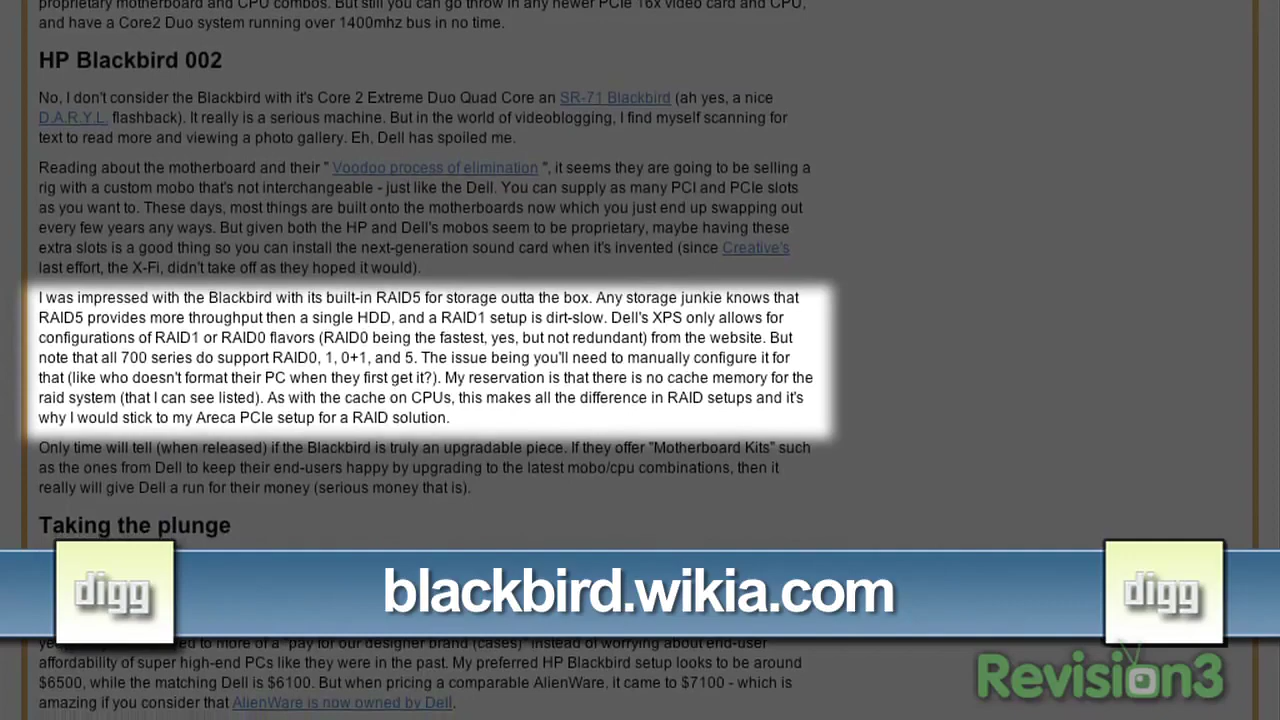 proprietary motherboard and CPU combos. But still you can go throw in any newer PCIe 16x video card and CPU,
and have a Core2 Duo system running over 1400mhz bus in no time.
HP Blackbird 002
No, I don't consider the Blackbird with it's Core 2 Extreme Duo Quad Core an SR-71 Blackbird (ah yes, a nice
D.A.R.Y.L. flashback). It really is a serious machine. But in the world of videoblogging, I find myself scanning for
text to read more and viewing a photo gallery. Eh, Dell has spoiled me.
Reading about the motherboard and their " Voodoo process of elimination ", it seems they are going to be selling a
rig with a custom mobo that's not interchangeable - just like the Dell. You can supply as many PCI and PCIe slots
as you want to. These days, most things are built onto the motherboards now which you just end up swapping out
every few years any ways. But given both the HP and Dell's mobos seem to be proprietary, maybe having these
extra slots is a good thing so you can install the next-generation sound card when it's invented (since Creative's
last effort, the X-Fi, didn't take off as they hoped it would).
I was impressed with the Blackbird with its built-in RAID5 for storage outta the box. Any storage junkie knows that
RAID5 provides more throughput then a single HDD, and a RAID1 setup is dirt-slow. Dell's XPS only allows for
configurations of RAID1 or RAID0 flavors (RAID0 being the fastest, yes, but not redundant) from the website. But
note that all 700 series do support RAID0, 1, 0+1, and 5. The issue being you'll need to manually configure it for
that (like who doesn't format their PC when they first get it?). My reservation is that there is no cache memory for the
raid system (that I can see listed). As with the cache on CPUs, this makes all the difference in RAID setups and it's
why I would stick to my Areca PCIe setup for a RAID solution.
Only time will tell (when released) if the Blackbird is truly an upgradable piece. If they offer "Motherboard Kits" such
as the ones from Dell to keep their end-users happy by upgrading to the latest mobo/cpu combinations, then it
really will give Dell a run for their money (serious money that is).
Taking the plunge
digg
blackbird.wikia.com
digg
to more of a "pay for our designer brand (cases)" instead of worrying about end-user
affordability of super high-end PCs like they were in the past. My preferred HP Blackbird setup looks to be around
$6500, while the matching Dell is $6100. But when pricing a comparable AlienWare, it came to $7100 - which is
amazing if you consider that AlienWare is now owned by Dell.
Revision3